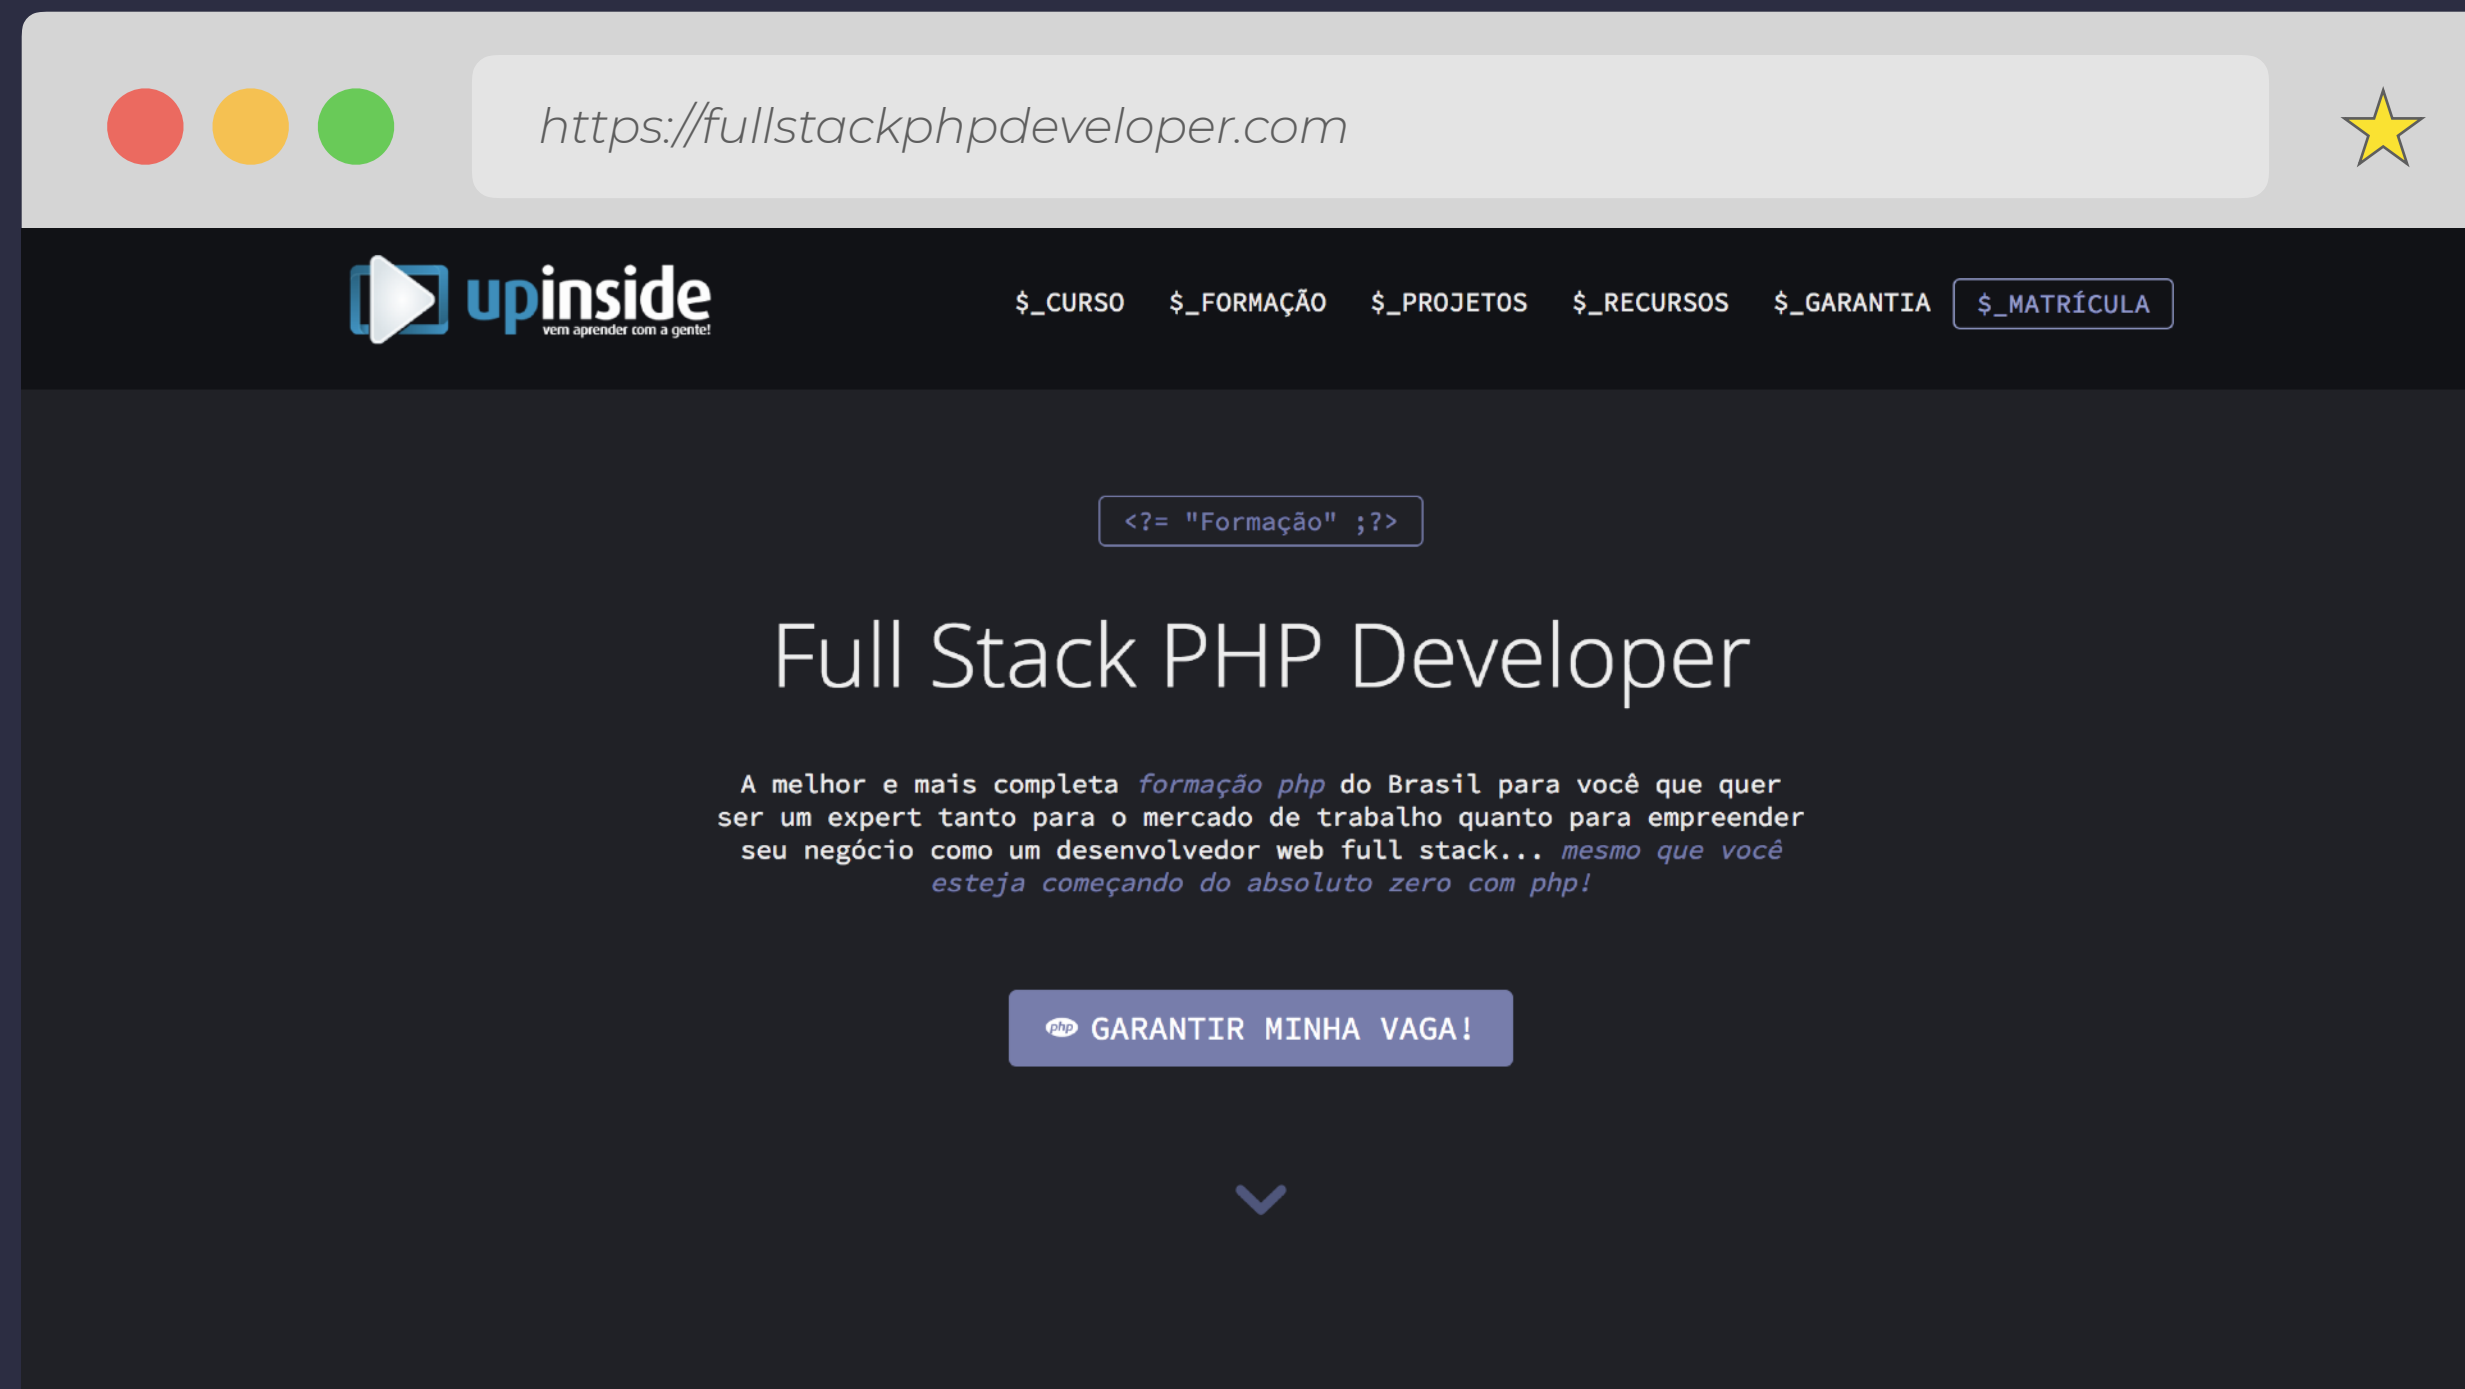 https://fullstackphpdeveloper.com
upinside
vem aprender com a gente!
$_CURSO $_FORMAÇÃO $_PROJETOS $_RECURSOS $_GARANTIA $_MATRÍCULA
<?= "Formação" ;?>
Full Stack PHP Developer
A melhor e mais completa formação php do Brasil para você que quer
ser um expert tanto para o mercado de trabalho quanto para empreender
seu negócio como um desenvolvedor web full stack... mesmo que você
esteja começando do absoluto zero com php!
php GARANTIR MINHA VAGA!